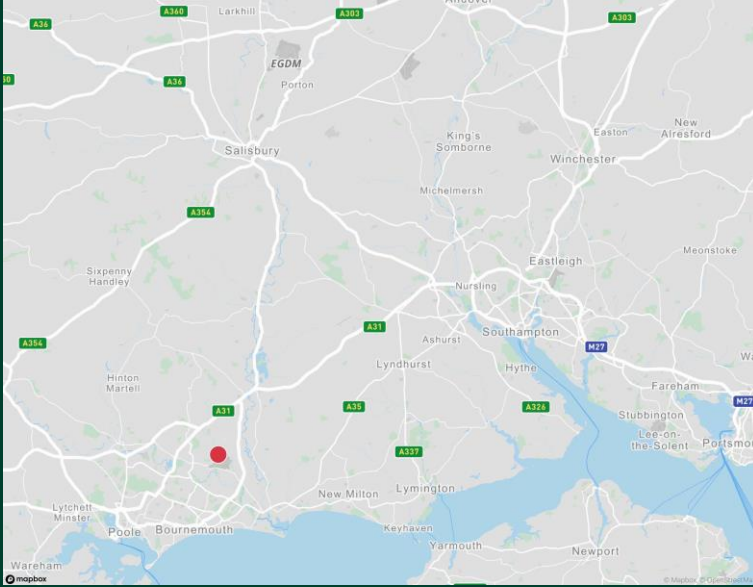 Larkhill
A360
A303
A303
A36
EGDM
A36
Porton
King's
Somborne
Easton
New
Alresford
Salisbury
Winchester
Michelmersh
A354
Eastleigh
Meonstoke
Sixpenny
Handley
Nursling
A31
Southampton
Ashurst
A354
M27
Lyndhurst
Hythe
Hinton
Martell
Fareham
A31
A35
A326
M27
Stubbington
Lee-on-
the-Solent
A337
New Milton
Lymington
Lytchett
Minster
Poole
Bournemouth
Keyhaven
Yarmouth
Newport
Wareham
mapbox
© Mapbox